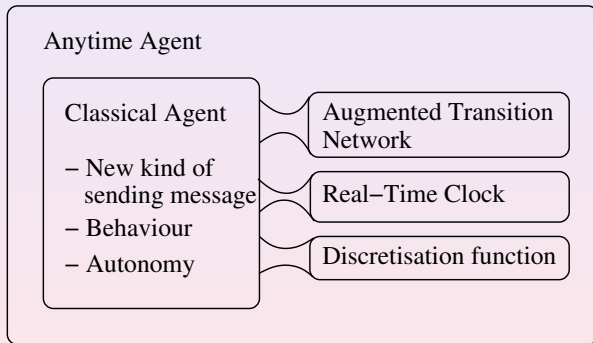 Anytime Agent
Classical Agent
− New kind of
sending message
− Behaviour
− Autonomy
Augmented Transition
Network
Real−Time Clock
Discretisation function